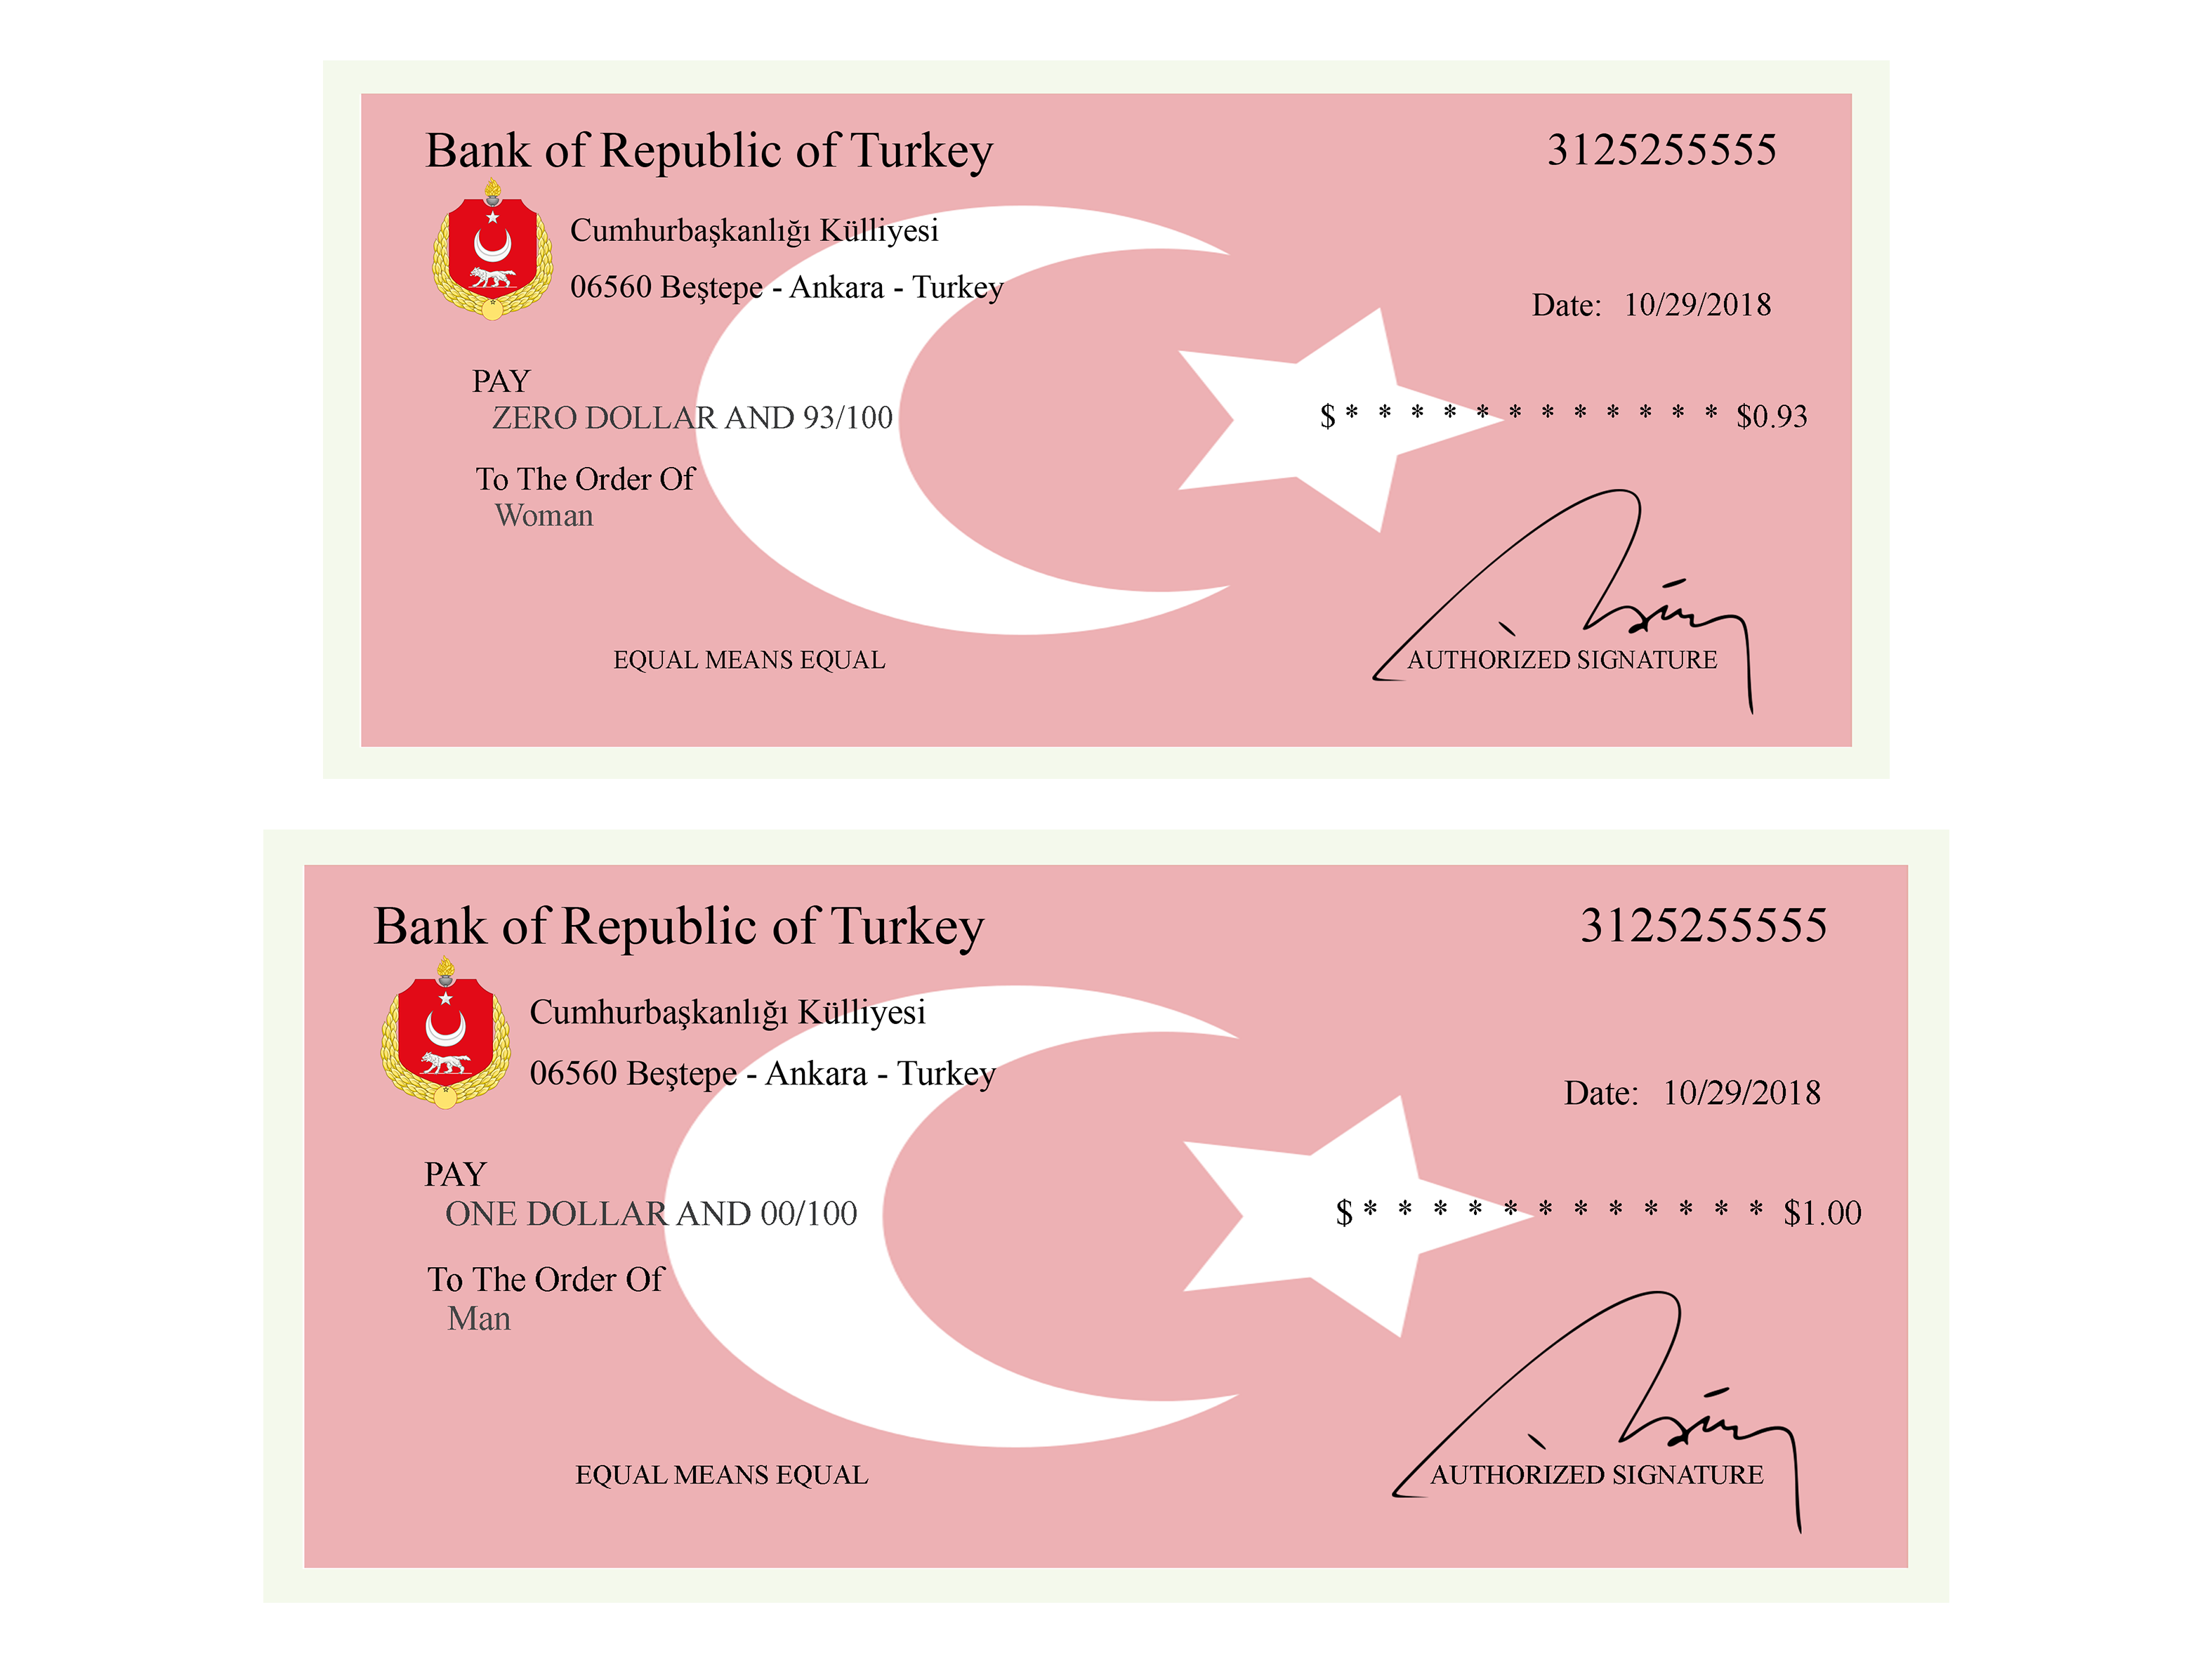 Bank of Republic of Turkey
3125255555
Cumhurbaşkanlığı Külliyesi
06560 Beştepe - Ankara - Turkey
Date: 10/29/2018
PAY
ZERO DOLLAR AND 93/100
$ * * * * * * * * * * * * $0.93
To The Order Of
Woman
EQUAL MEANS EQUAL
AUTHORIZED SIGNATURE
Bank of Republic of Turkey
3125255555
Cumhurbaşkanlığı Külliyesi
06560 Beştepe - Ankara - Turkey
Date: 10/29/2018
PAY
ONE DOLLAR AND 00/100
$ * * * * * * * * * * * * $1.00
To The Order Of
Man
EQUAL MEANS EQUAL
AUTHORIZED SIGNATURE